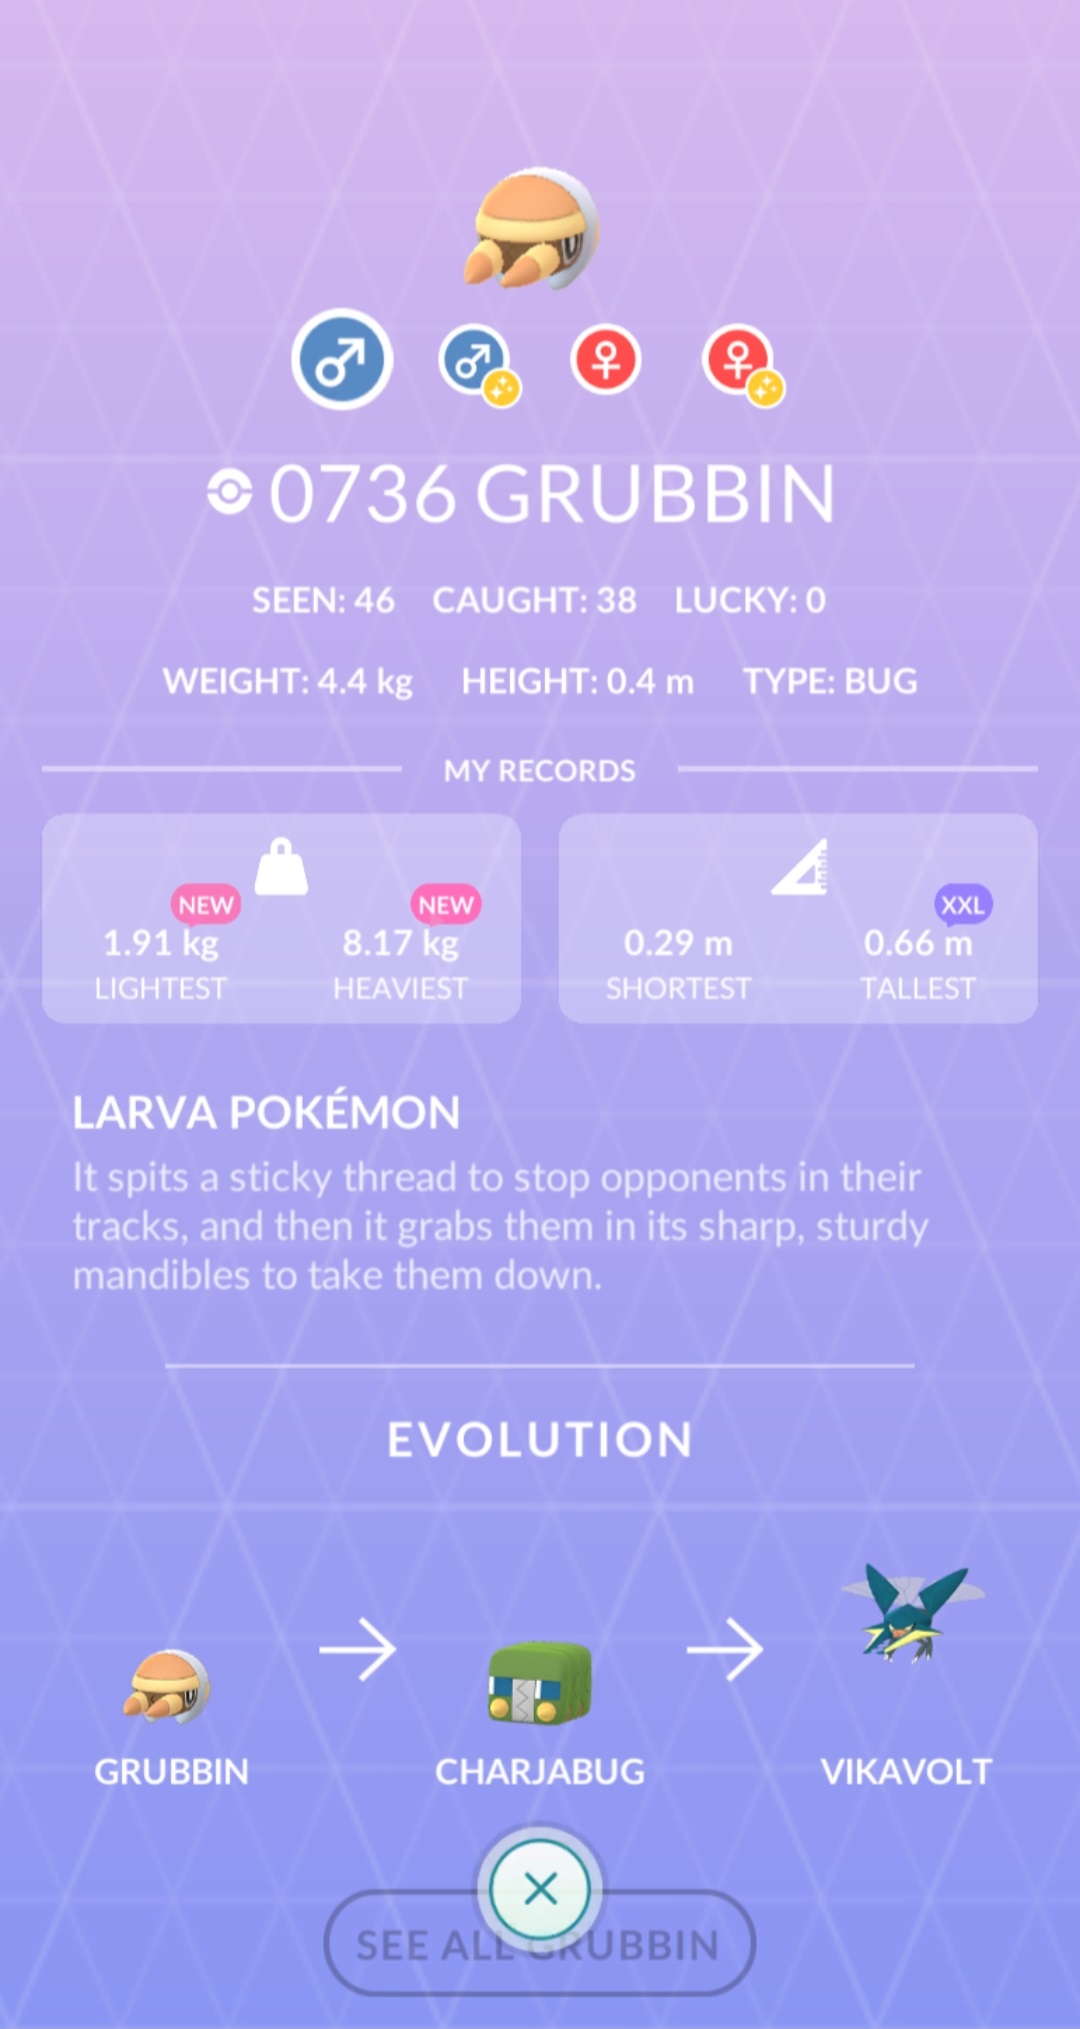 0736 GRUBBIN
SEEN: 46 CAUGHT: 38 LUCKY: 0
WEIGHT: 4.4 kg HEIGHT: 0.4 m TYPE: BUG
MY RECORDS
NEW NEW XXL
1.91 kg 8.17 kg 0.29 m 0.66 m
LIGHTEST HEAVIEST SHORTEST TALLEST
LARVA POKÉMON
It spits a sticky thread to stop opponents in their
tracks, and then it grabs them in its sharp, sturdy
mandibles to take them down.
EVOLUTION
GRUBBIN CHARJABUG VIKAVOLT
SEE ALL GRUBBIN